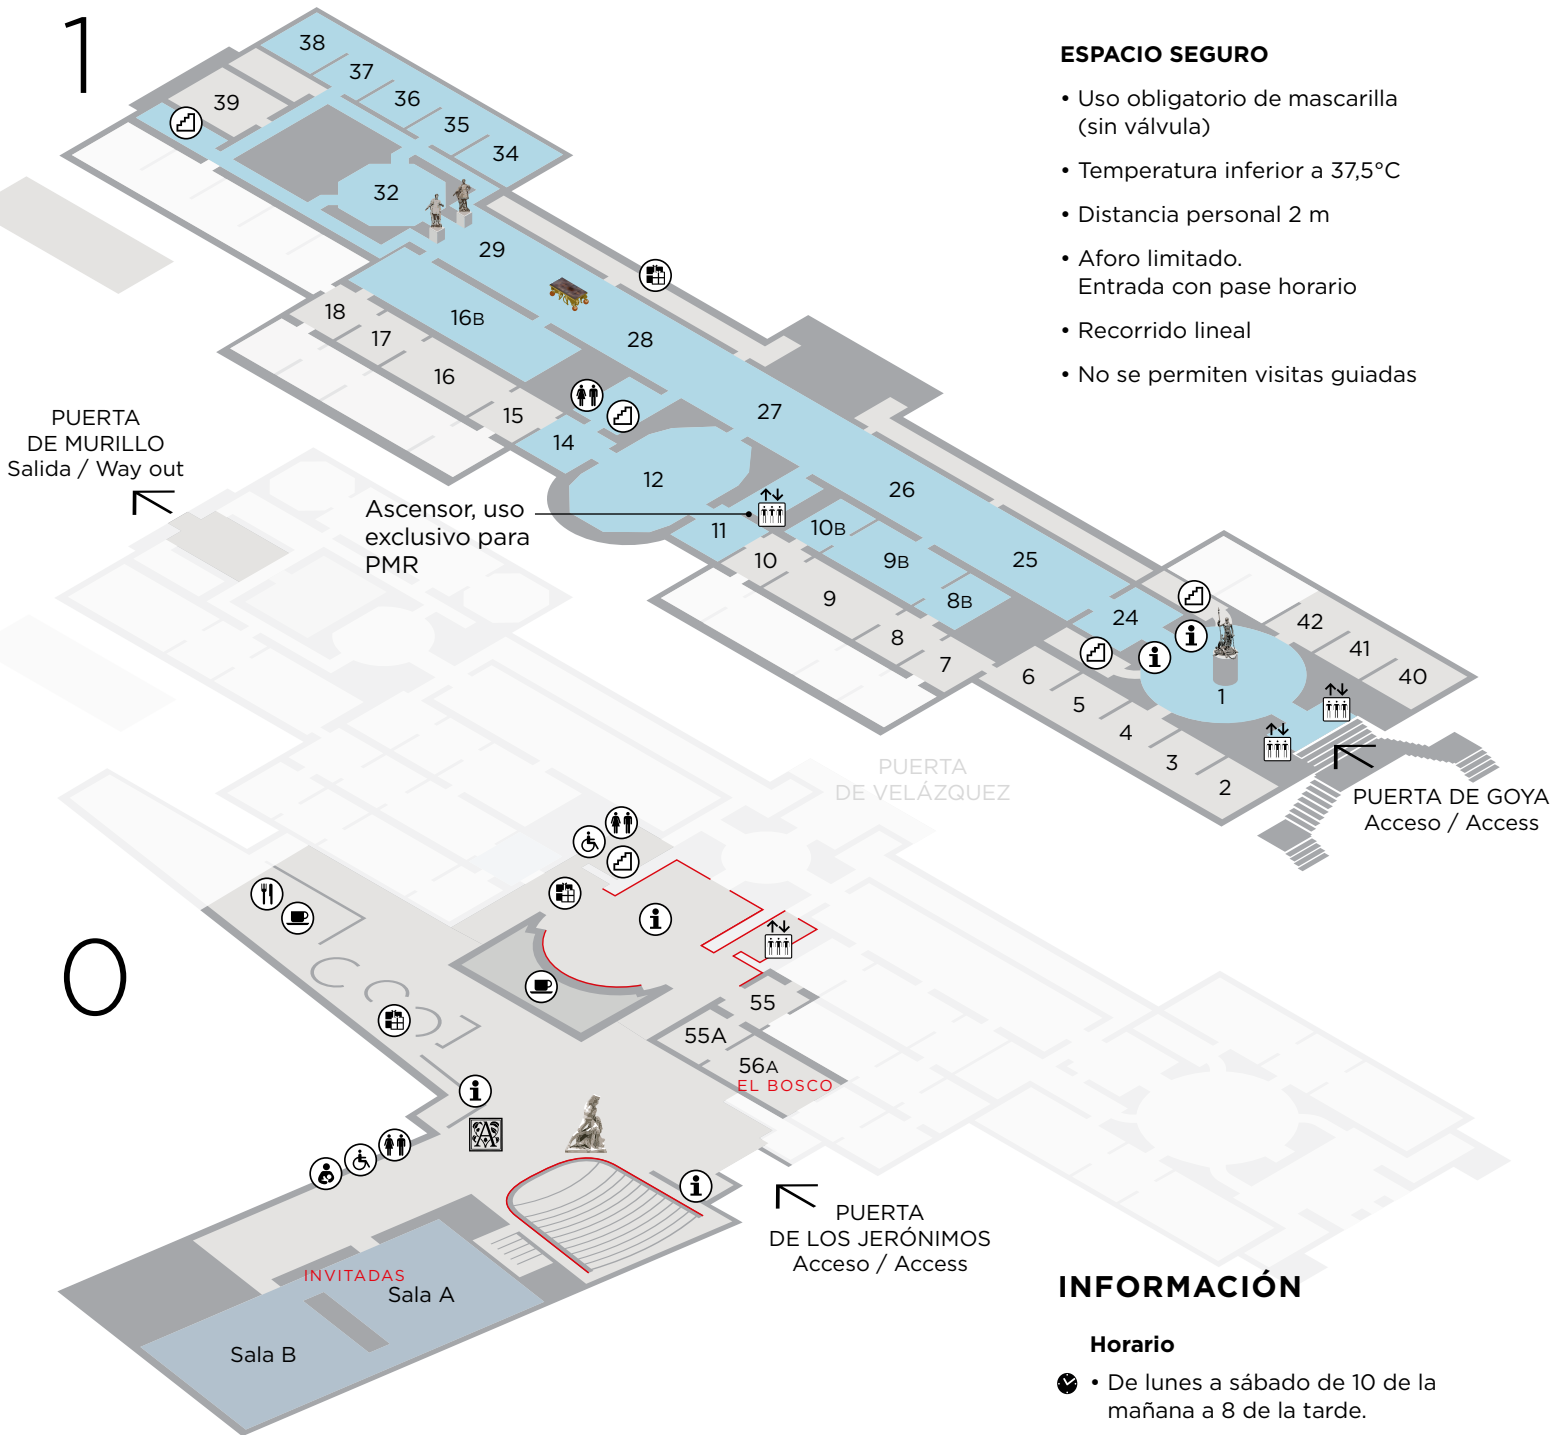 1
38
37
36
35
34
39
32
29
28
27
26
25
24
18
17
16
16B
15
14
12
11
10B
10
9B
9
8B
8
7
6
5
4
3
2
1
42
41
40
ESPACIO SEGURO
• Uso obligatorio de mascarilla
(sin válvula)
• Temperatura inferior a 37,5°C
• Distancia personal 2 m
• Aforo limitado.
Entrada con pase horario
• Recorrido lineal
• No se permiten visitas guiadas
PUERTA
DE MURILLO
Salida / Way out
Ascensor, uso
exclusivo para
PMR
PUERTA
DE VELÁZQUEZ
PUERTA DE GOYA
Acceso / Access
0
55
55A
56A
EL BOSCO
A
PUERTA
DE LOS JERÓNIMOS
Acceso / Access
INVITADAS
Sala A
Sala B
INFORMACIÓN
Horario
• De lunes a sábado de 10 de la
mañana a 8 de la tarde.